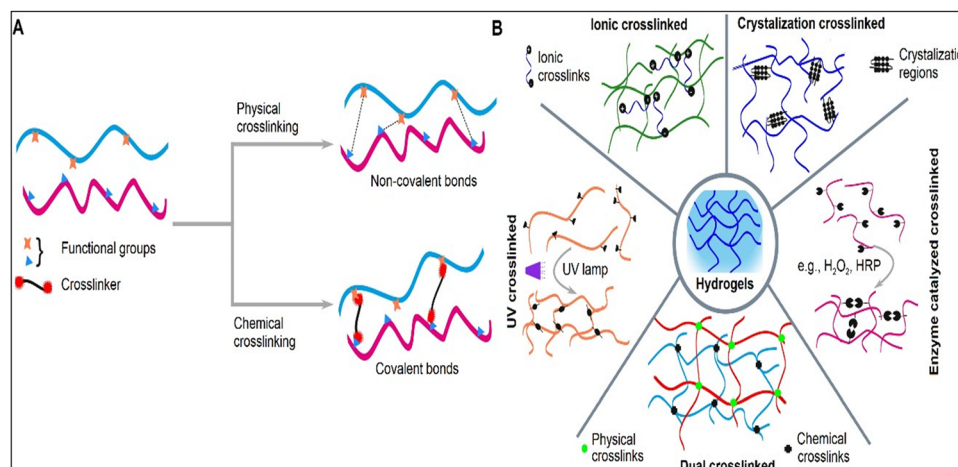 A
Physical
crosslinking
Non-covalent bonds
Functional groups
Crosslinker
Chemical
crosslinking
Covalent bonds
B
Ionic crosslinked
Ionic
crosslinks
Crystalization crosslinked
Crystalization
regions
UV crosslinked
UV lamp
Hydrogels
e.g., H₂O₂, HRP
Enzyme catalyzed crosslinked
Physical
crosslinks
Chemical
crosslinks
Dual crosslinked